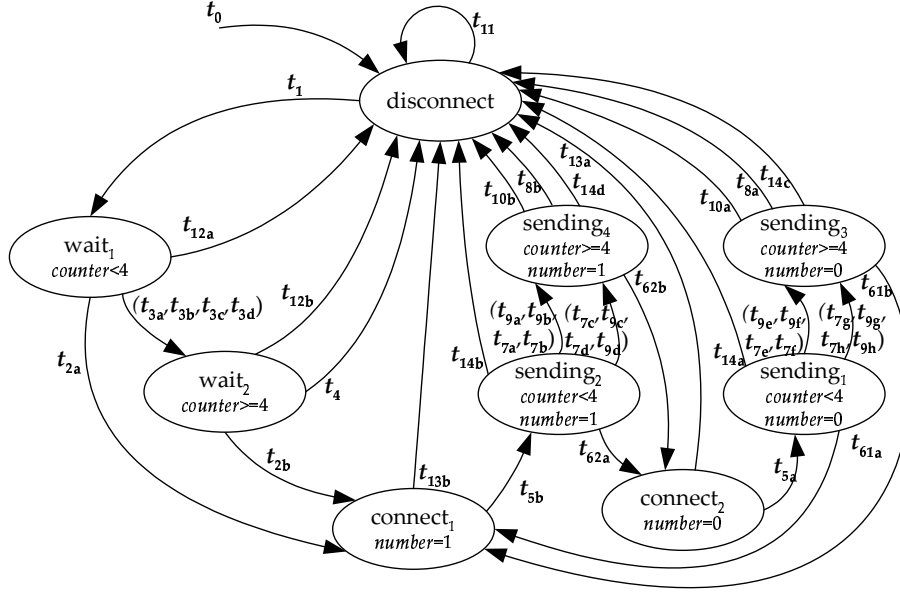 t0
t11
t1
disconnect
t13a
t10b
t8b
t14d
t10a
t8a
t14c
wait1
counter<4
t12a
sending4
counter>=4
number=1
sending3
counter>=4
number=0
t62b
t61b
(t3a,t3b,t3c,t3d)
t12b
(t9a,t9b,
t7a,t7b)
(t7c,t9c,
t7d,t9d)
(t9e,t9f,
t7e,t7f)
(t7g,t9g,
t7h,t9h)
t2a
t4
t14b
t14a
wait2
counter>=4
sending2
counter<4
number=1
sending1
counter<4
number=0
t2b
t13b
t5b
t62a
t5a
t61a
connect1
number=1
connect2
number=0